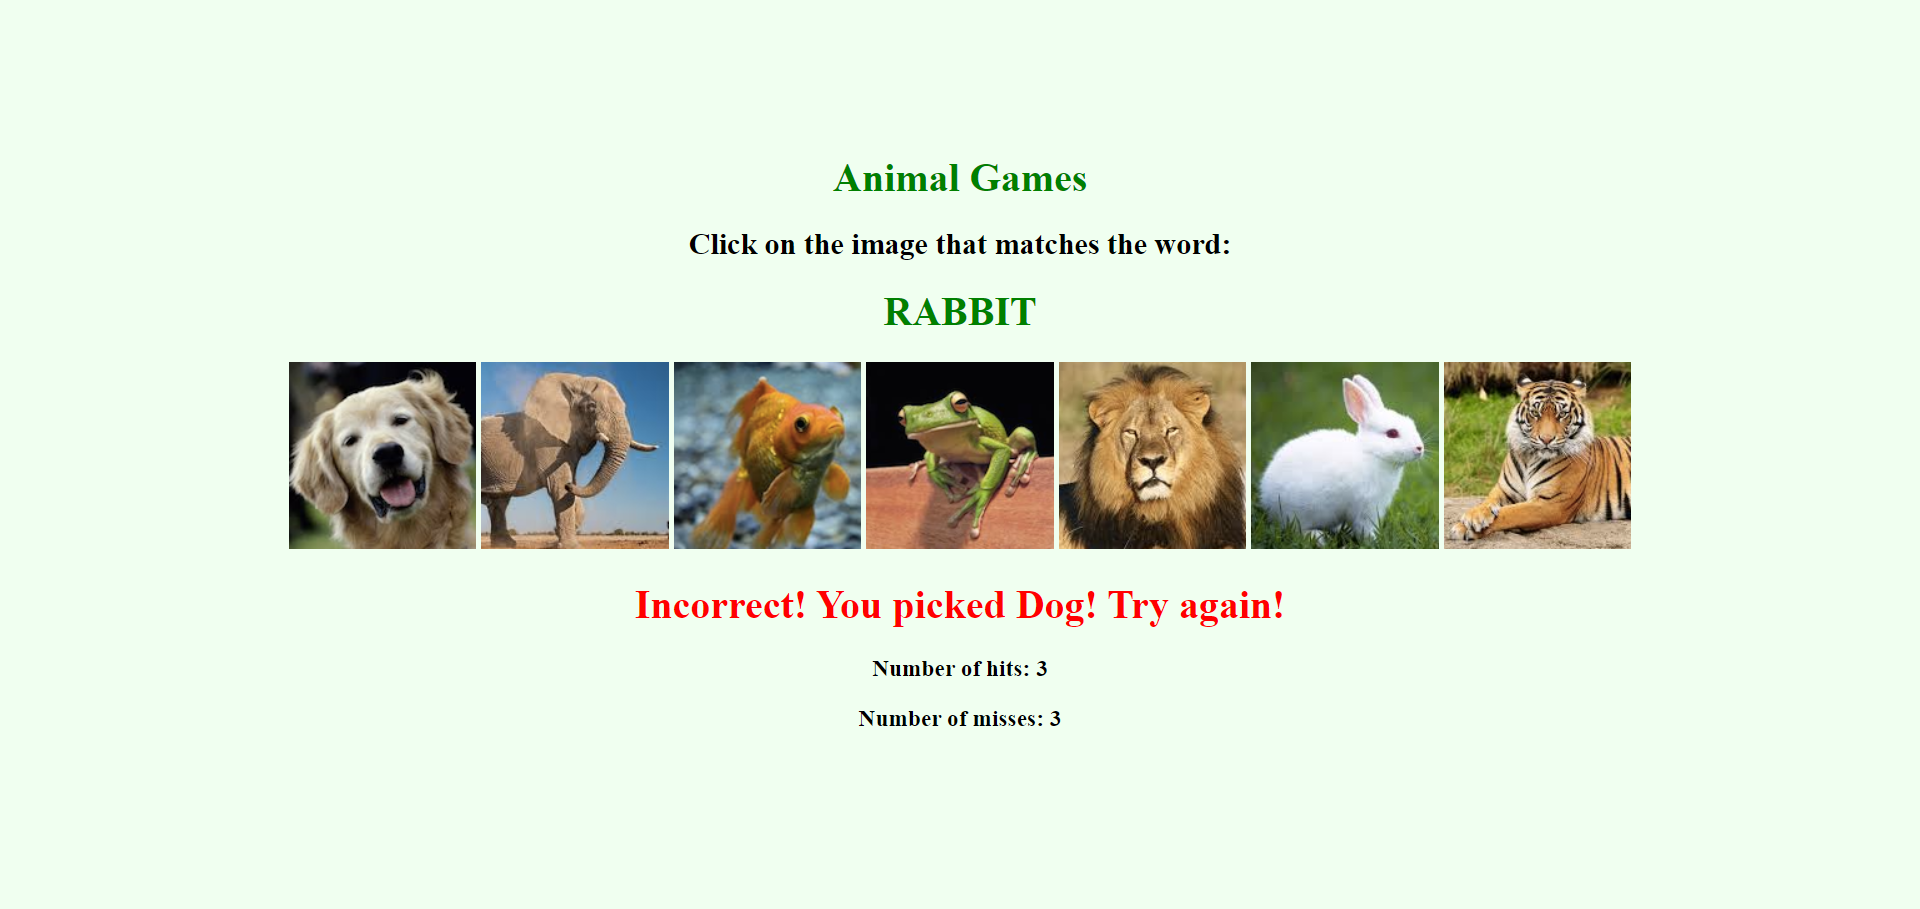 Animal Games
Click on the image that matches the word:
RABBIT
Incorrect! You picked Dog! Try again!
Number of hits: 3
Number of misses: 3